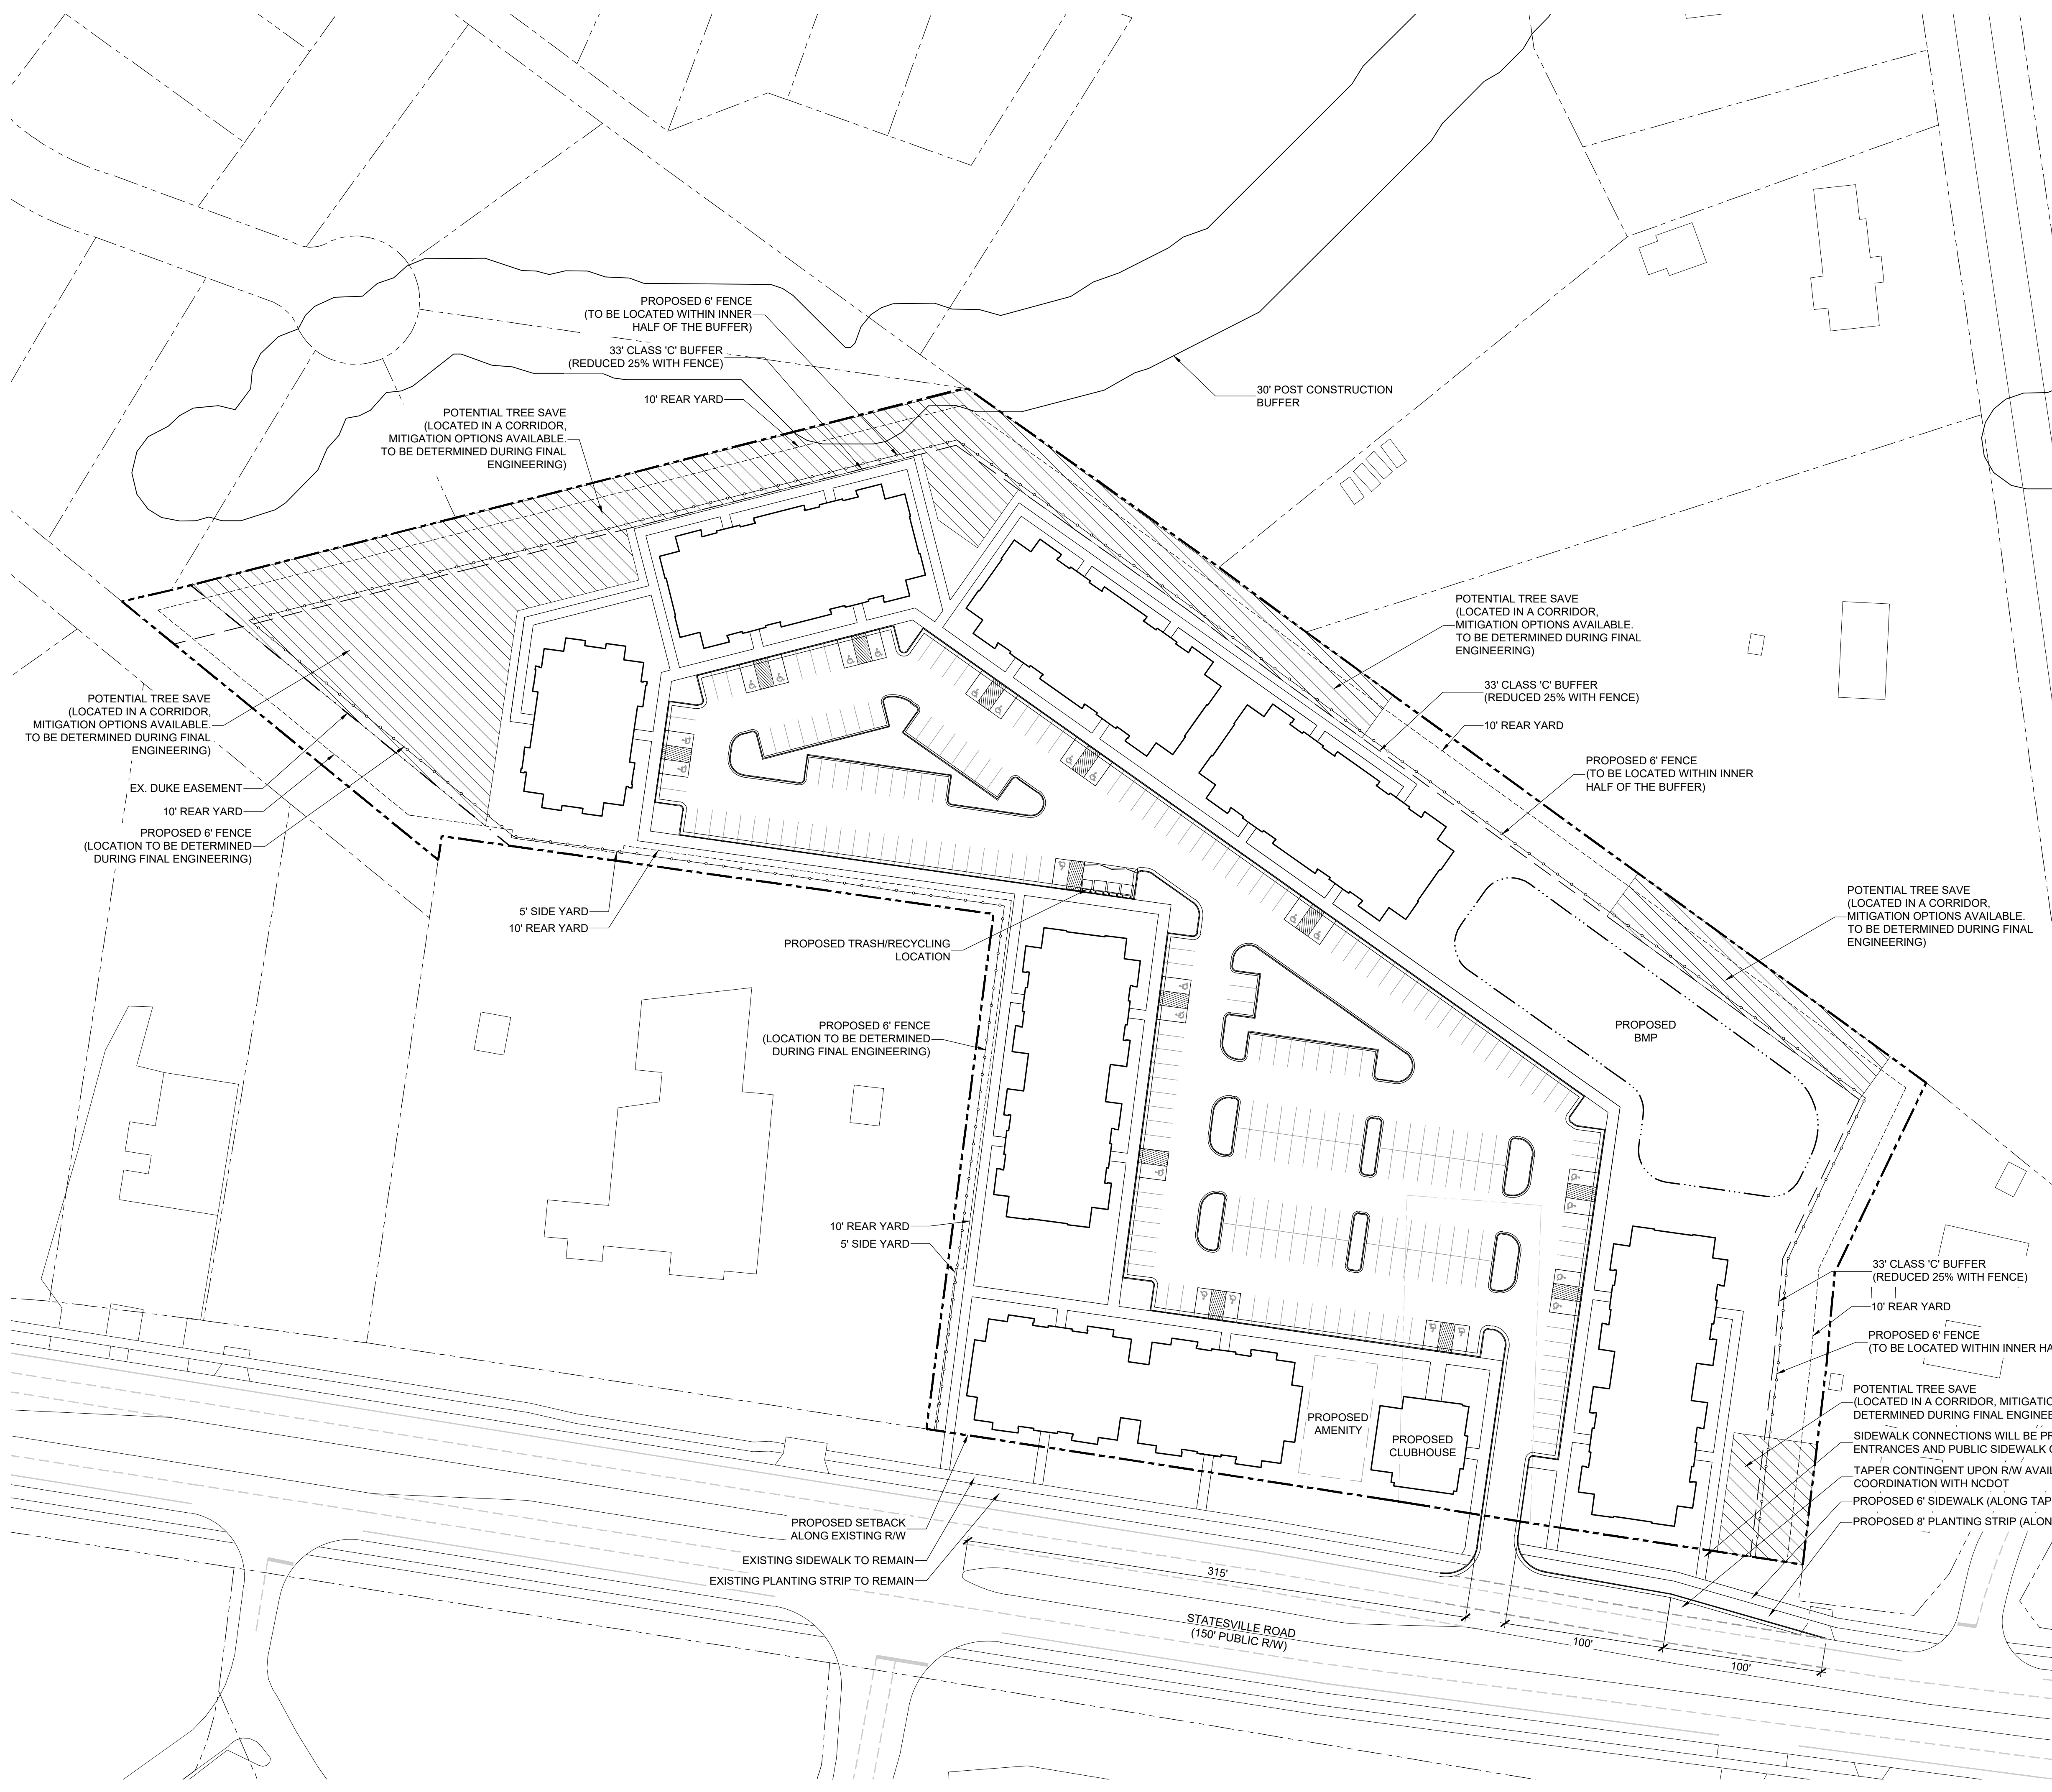 PROPOSED 6' FENCE
(TO BE LOCATED WITHIN INNER
HALF OF THE BUFFER)
33' CLASS 'C' BUFFER
(REDUCED 25% WITH FENCE)
10' REAR YARD
30' POST CONSTRUCTION
BUFFER
POTENTIAL TREE SAVE
(LOCATED IN A CORRIDOR,
MITIGATION OPTIONS AVAILABLE.
TO BE DETERMINED DURING FINAL
ENGINEERING)
POTENTIAL TREE SAVE
(LOCATED IN A CORRIDOR,
MITIGATION OPTIONS AVAILABLE.
TO BE DETERMINED DURING FINAL
ENGINEERING)
33' CLASS 'C' BUFFER
(REDUCED 25% WITH FENCE)
10' REAR YARD
PROPOSED 6' FENCE
(TO BE LOCATED WITHIN INNER
HALF OF THE BUFFER)
POTENTIAL TREE SAVE
(LOCATED IN A CORRIDOR,
MITIGATION OPTIONS AVAILABLE.
TO BE DETERMINED DURING FINAL
ENGINEERING)
EX. DUKE EASEMENT
10' REAR YARD
PROPOSED 6' FENCE
(LOCATION TO BE DETERMINED
DURING FINAL ENGINEERING)
5' SIDE YARD
10' REAR YARD
PROPOSED TRASH/RECYCLING
LOCATION
POTENTIAL TREE SAVE
(LOCATED IN A CORRIDOR,
MITIGATION OPTIONS AVAILABLE.
TO BE DETERMINED DURING FINAL
ENGINEERING)
PROPOSED
BMP
PROPOSED 6' FENCE
(LOCATION TO BE DETERMINED
DURING FINAL ENGINEERING)
10' REAR YARD
5' SIDE YARD
33' CLASS 'C' BUFFER
(REDUCED 25% WITH FENCE)
10' REAR YARD
PROPOSED 6' FENCE
(TO BE LOCATED WITHIN INNER HA
POTENTIAL TREE SAVE
(LOCATED IN A CORRIDOR, MITIGATIO
DETERMINED DURING FINAL ENGINEE
SIDEWALK CONNECTIONS WILL BE PR
ENTRANCES AND PUBLIC SIDEWALK
TAPER CONTINGENT UPON R/W AVAIL
COORDINATION WITH NCDOT
PROPOSED 6' SIDEWALK (ALONG TAP
PROPOSED 8' PLANTING STRIP (ALON
PROPOSED
AMENITY
PROPOSED
CLUBHOUSE
PROPOSED SETBACK
ALONG EXISTING R/W
EXISTING SIDEWALK TO REMAIN
EXISTING PLANTING STRIP TO REMAIN
315'
STATESVILLE ROAD
(150' PUBLIC R/W)
100'
100'